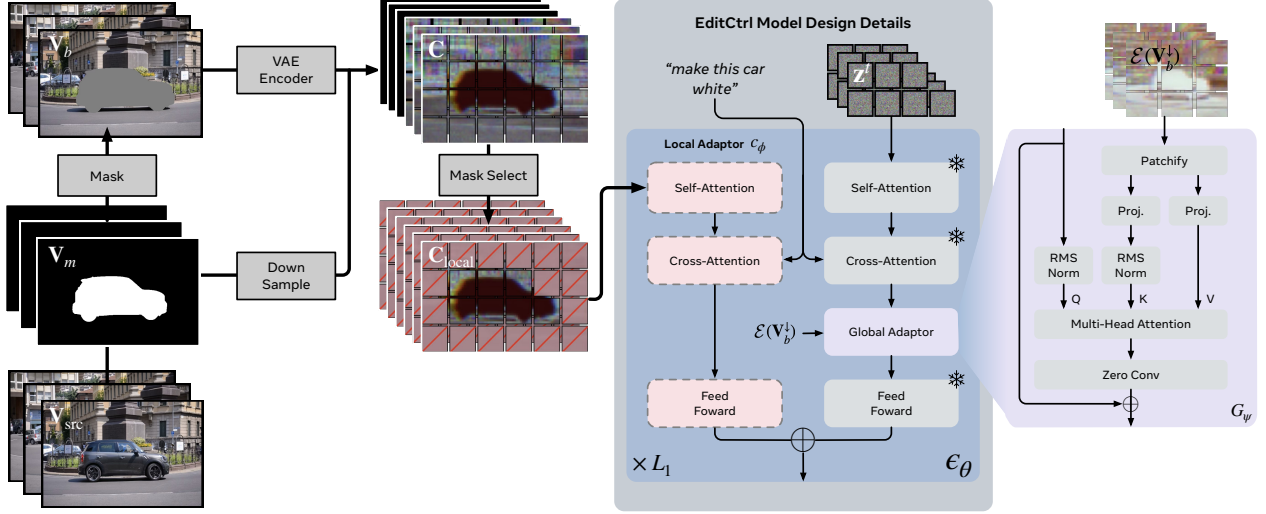 V_b
VAE
Encoder
Mask
V_m
Down
Sample
V_src
C
Mask Select
C_local
EditCtrl Model Design Details
"make this car
white"
Z^t
Local Adaptor c_ϕ
Self-Attention
Cross-Attention
Feed
Foward
× L_1
Self-Attention
Cross-Attention
ℰ(V_b^↓)
Global Adaptor
Feed
Foward
ϵ_θ
ℰ(V_b^↓)
Patchify
Proj.
Proj.
RMS
Norm
RMS
Norm
Q
K
V
Multi-Head Attention
Zero Conv
G_ψ